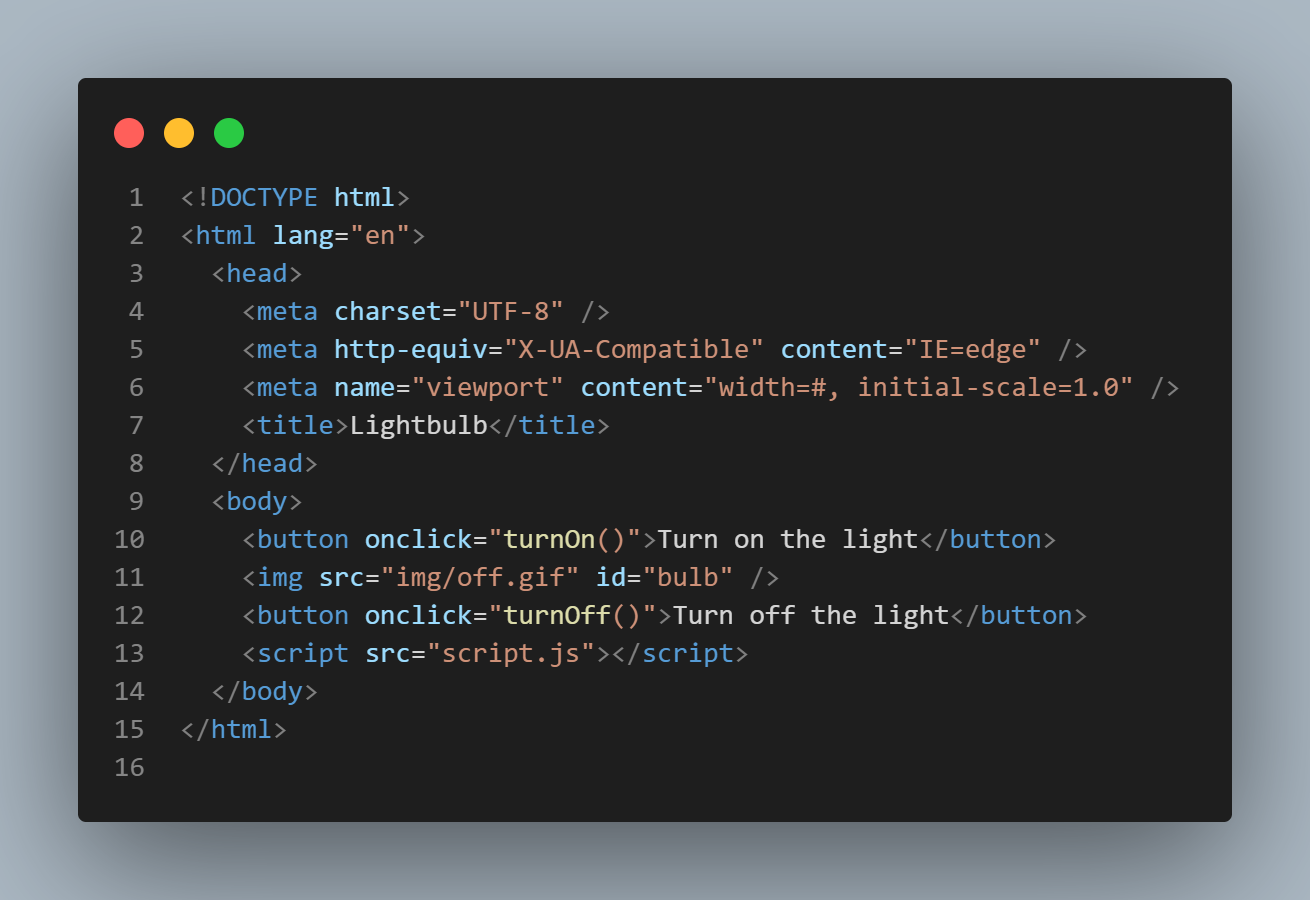 1 <!DOCTYPE html>
2 <html lang="en">
3   <head>
4     <meta charset="UTF-8" />
5     <meta http-equiv="X-UA-Compatible" content="IE=edge" />
6     <meta name="viewport" content="width=#, initial-scale=1.0" />
7     <title>Lightbulb</title>
8   </head>
9   <body>
10     <button onclick="turnOn()">Turn on the light</button>
11     <img src="img/off.gif" id="bulb" />
12     <button onclick="turnOff()">Turn off the light</button>
13     <script src="script.js"></script>
14   </body>
15 </html>
16